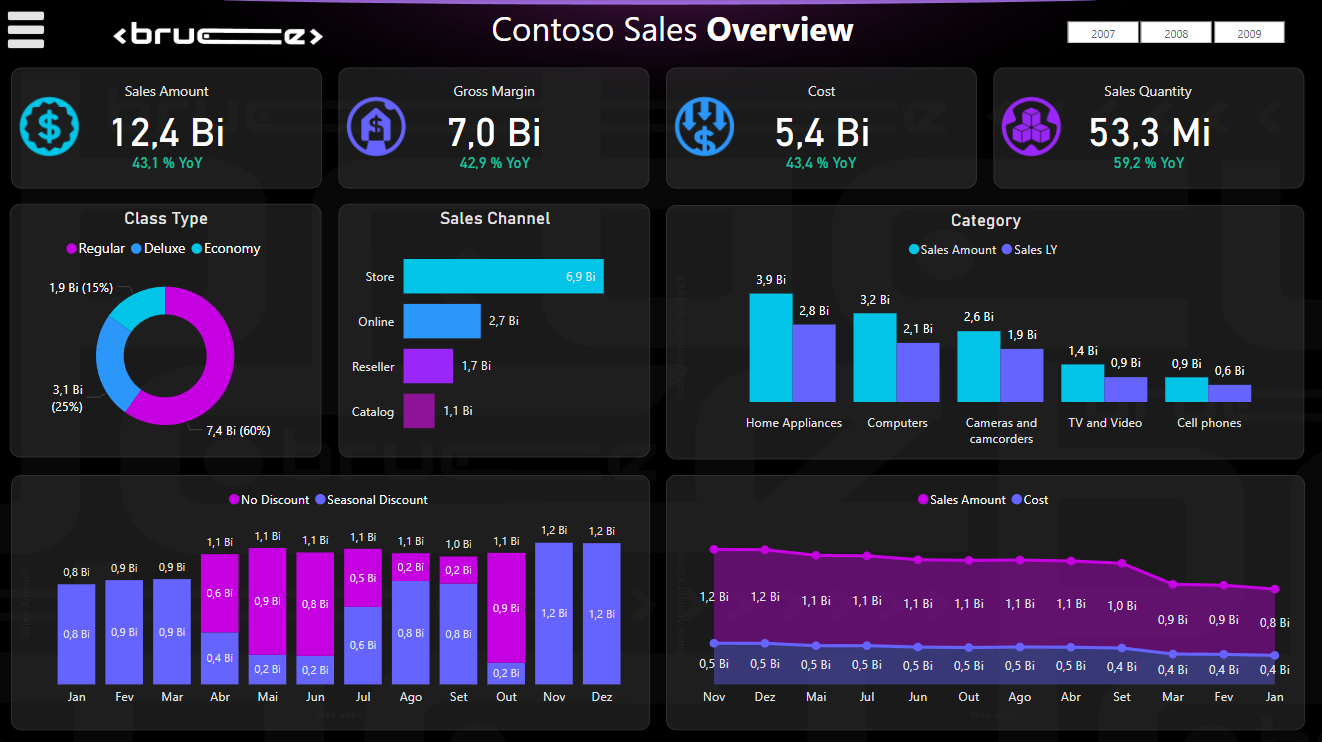 <bruce>
Contoso Sales Overview
2007 2008 2009
Sales Amount
12,4 Bi
43,1 % YoY
Gross Margin
7,0 Bi
42,9 % YoY
Cost
5,4 Bi
43,4 % YoY
Sales Quantity
53,3 Mi
59,2 % YoY
Class Type
Regular Deluxe Economy
1,9 Bi (15%)
3,1 Bi
(25%)
7,4 Bi (60%)
Sales Channel
Store 6,9 Bi
Online 2,7 Bi
Reseller 1,7 Bi
Catalog 1,1 Bi
Category
Sales Amount Sales LY
3,9 Bi 2,8 Bi 3,2 Bi 2,1 Bi 2,6 Bi 1,9 Bi 1,4 Bi 0,9 Bi 0,9 Bi 0,6 Bi
Home Appliances Computers Cameras and TV and Video Cell phones
camcorders
No Discount Seasonal Discount
0,8 Bi 0,9 Bi 0,9 Bi 1,1 Bi 1,1 Bi 1,1 Bi 1,1 Bi 1,1 Bi 1,0 Bi 1,1 Bi 1,2 Bi 1,2 Bi
0,6 Bi 0,9 Bi 0,8 Bi 0,5 Bi 0,2 Bi 0,2 Bi 0,9 Bi
0,8 Bi 0,9 Bi 0,9 Bi 0,4 Bi 0,2 Bi 0,2 Bi 0,6 Bi 0,8 Bi 0,8 Bi 0,2 Bi 1,2 Bi 1,2 Bi
Jan Fev Mar Abr Mai Jun Jul Ago Set Out Nov Dez
Sales Amount Cost
1,2 Bi 1,2 Bi 1,1 Bi 1,1 Bi 1,1 Bi 1,1 Bi 1,1 Bi 1,1 Bi 1,0 Bi 0,9 Bi 0,9 Bi 0,8 Bi
0,5 Bi 0,5 Bi 0,5 Bi 0,5 Bi 0,5 Bi 0,5 Bi 0,5 Bi 0,5 Bi 0,4 Bi 0,4 Bi 0,4 Bi 0,4 Bi
Nov Dez Mai Jul Jun Out Ago Abr Set Mar Fev Jan